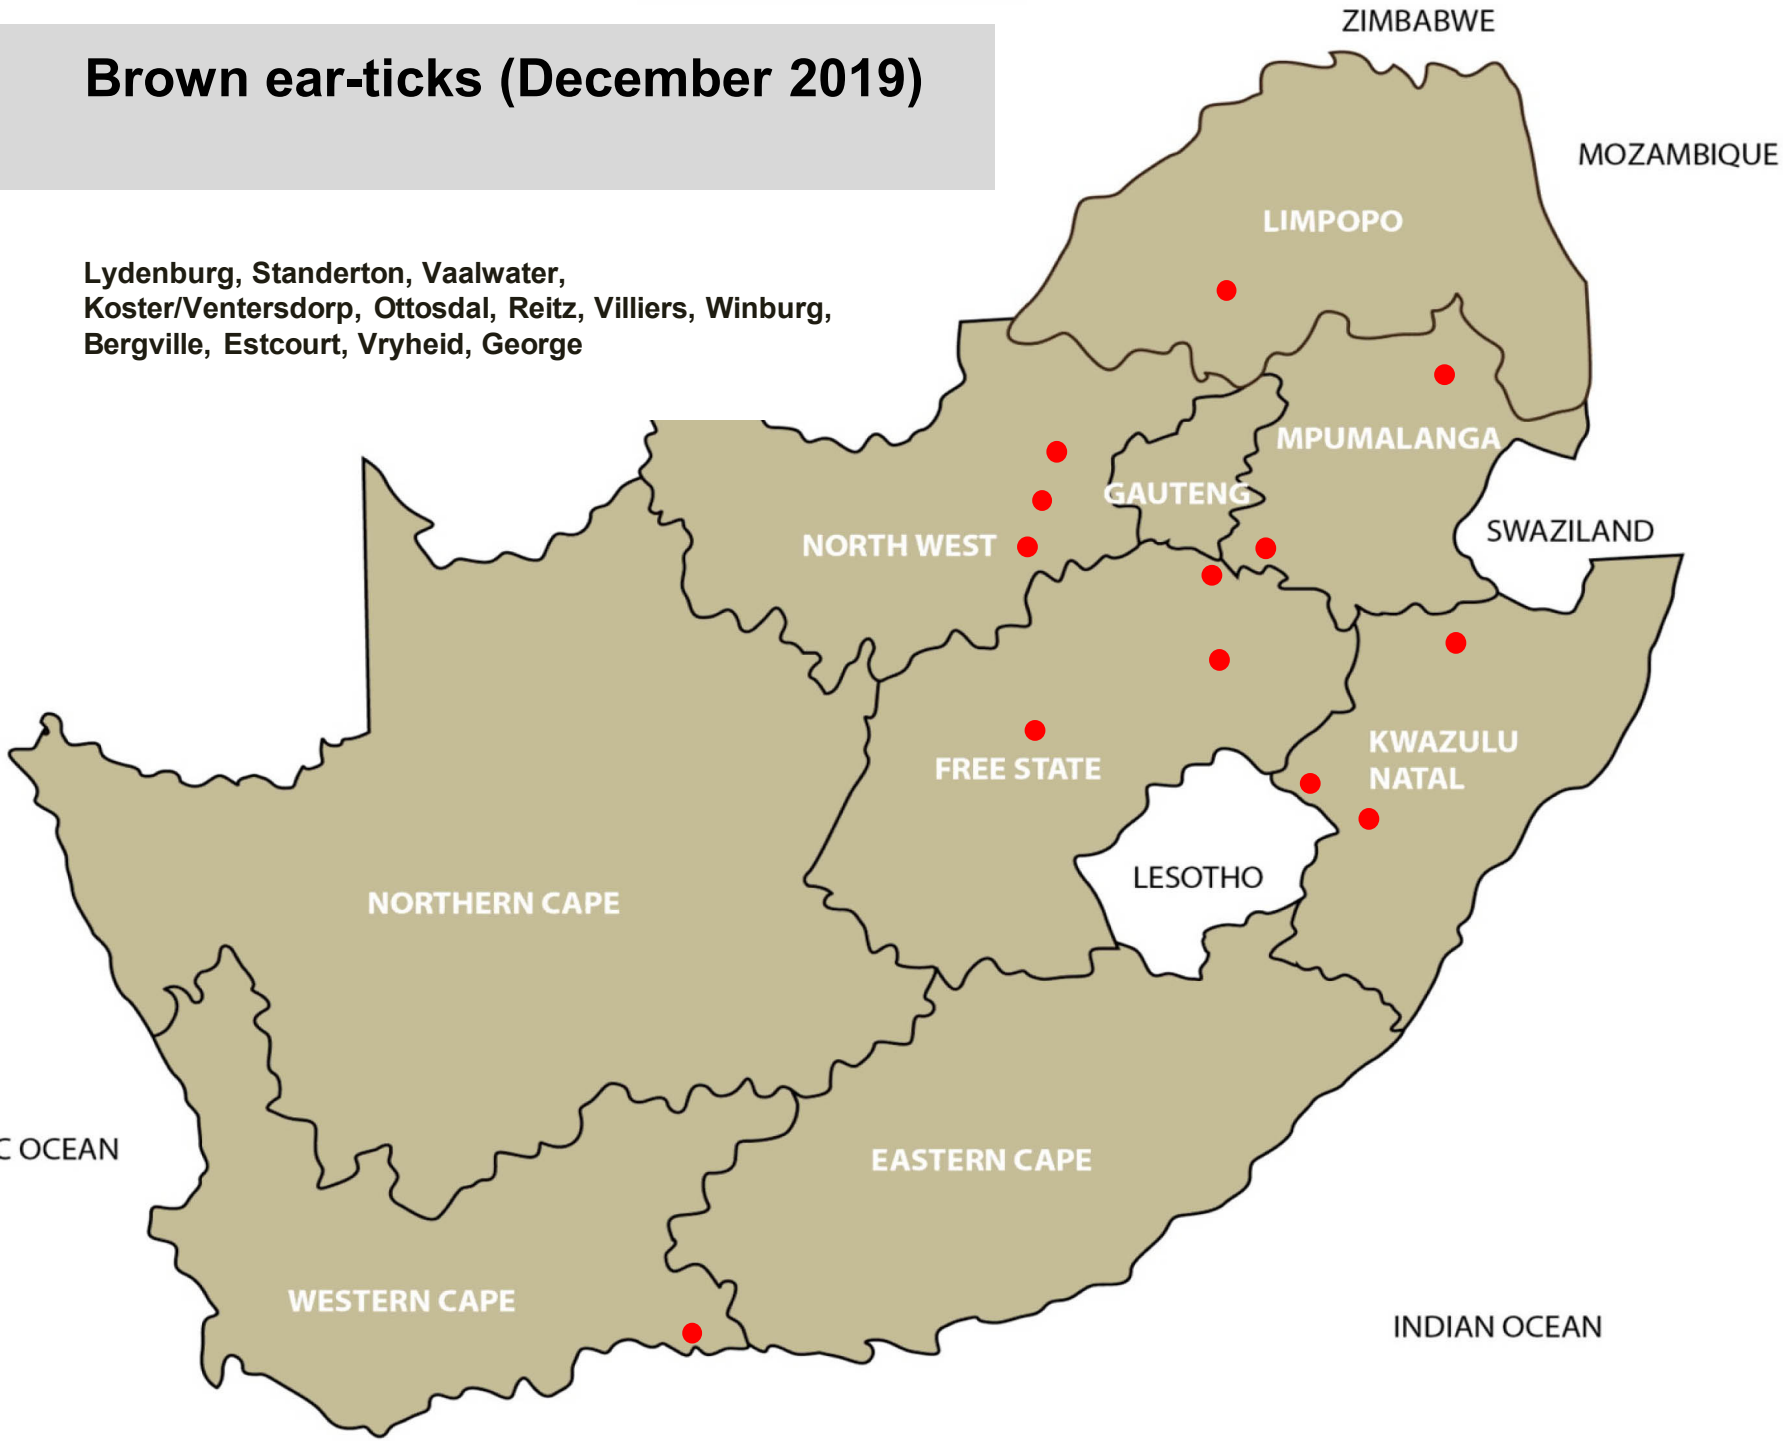 ZIMBABWE
Brown ear-ticks (December 2019)
MOZAMBIQUE
LIMPOPO
Lydenburg, Standerton, Vaalwater,
Koster/Ventersdorp, Ottosdal, Reitz, Villiers, Winburg,
Bergville, Estcourt, Vryheid, George
MPUMALANGA
GAUTENG
SWAZILAND
NORTH WEST
KWAZULU
NATAL
FREE STATE
LESOTHO
NORTHERN CAPE
C OCEAN
EASTERN CAPE
WESTERN CAPE
INDIAN OCEAN